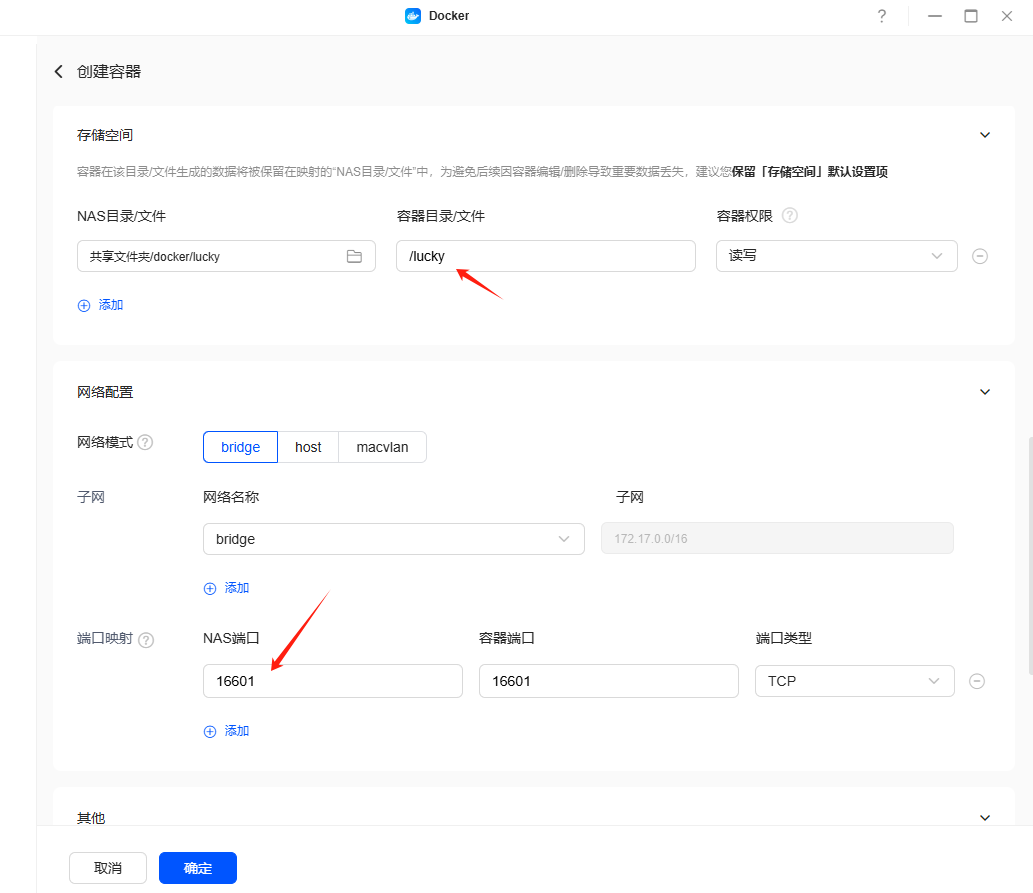 Docker
创建容器
存储空间
容器在该目录/文件生成的数据将被保留在映射的“NAS目录/文件”中，为避免后续因容器编辑/删除导致重要数据丢失，建议您保留「存储空间」默认设置项
NAS目录/文件 容器目录/文件 容器权限 ?
共享文件夹/docker/lucky /lucky 读写
添加
网络配置
网络模式 ? bridge host macvlan
子网 网络名称 子网
bridge 172.17.0.0/16
添加
端口映射 ? NAS端口 容器端口 端口类型
16601 16601 TCP
添加
其他
取消 确定